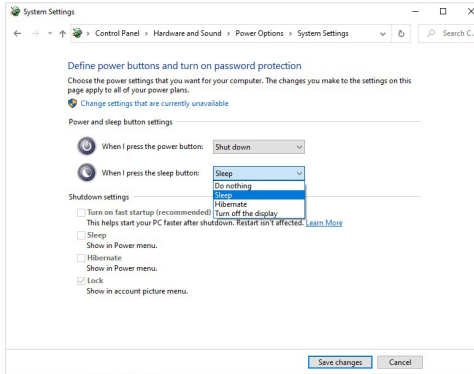 System Settings
Control Panel › Hardware and Sound › Power Options › System Settings
Search C...
Define power buttons and turn on password protection
Choose the power settings that you want for your computer. The changes you make to the settings on this
page apply to all of your power plans.
Change settings that are currently unavailable
Power and sleep button settings
When I press the power button: Shut down
When I press the sleep button: Sleep
Do nothing
Sleep
Hibernate
Turn off the display
Shutdown settings
Turn on fast startup (recommended)
This helps start your PC faster after shutdown. Restart isn't affected. Learn More
Sleep
Show in Power menu.
Hibernate
Show in Power menu.
Lock
Show in account picture menu.
Save changes Cancel